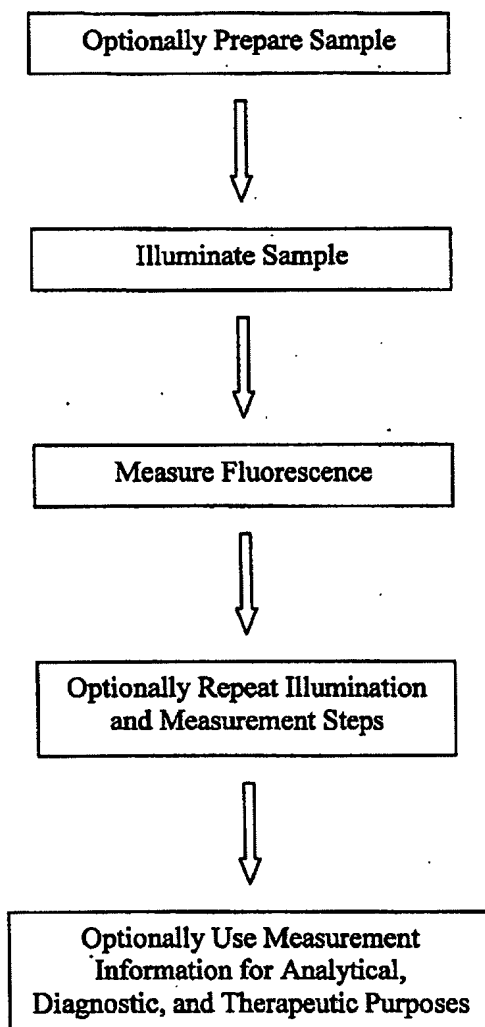 Optionally Prepare Sample
Illuminate Sample
Measure Fluorescence
Optionally Repeat Illumination
and Measurement Steps
Optionally Use Measurement
Information for Analytical,
Diagnostic, and Therapeutic Purposes